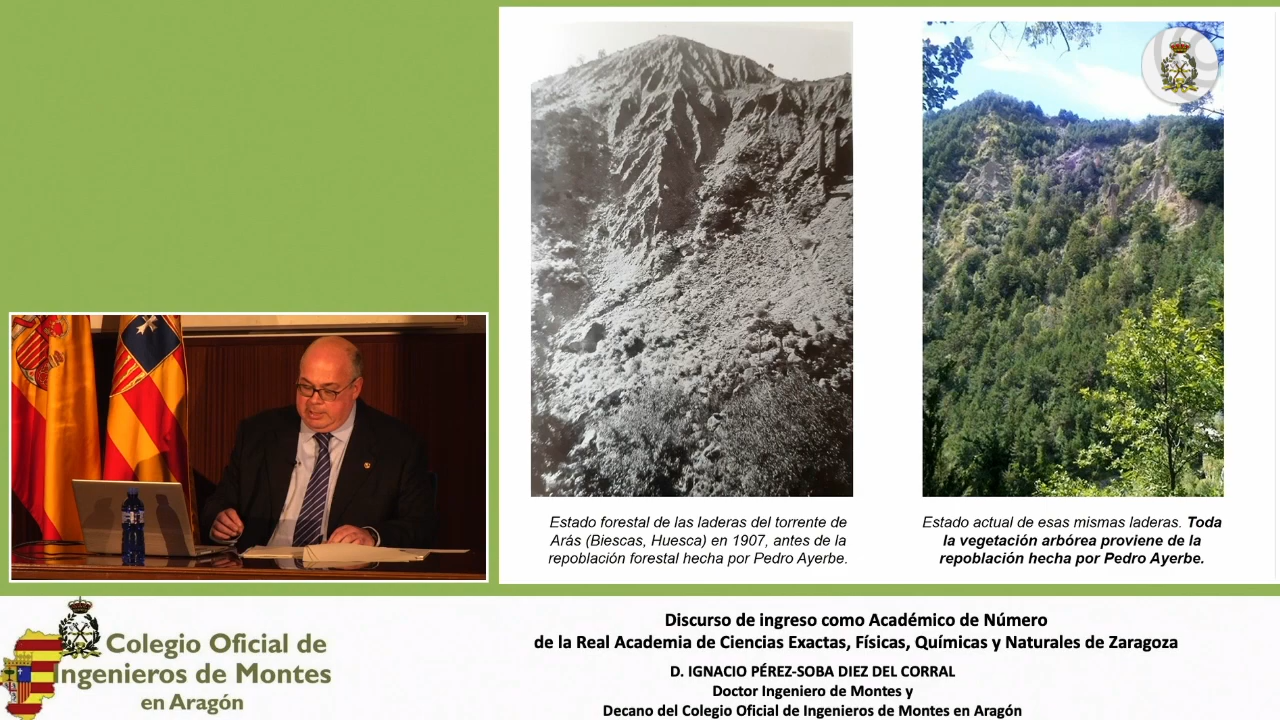 Estado forestal de las laderas del torrente de
Arás (Biescas, Huesca) en 1907, antes de la
repoblación forestal hecha por Pedro Ayerbe.
Estado actual de esas mismas laderas. Toda
la vegetación arbórea proviene de la
repoblación hecha por Pedro Ayerbe.
Colegio Oficial de
Ingenieros de Montes
en Aragón
Discurso de ingreso como Académico de Número
de la Real Academia de Ciencias Exactas, Físicas, Químicas y Naturales de Zaragoza
D. IGNACIO PÉREZ-SOBA DIEZ DEL CORRAL
Doctor Ingeniero de Montes y
Decano del Colegio Oficial de Ingenieros de Montes en Aragón